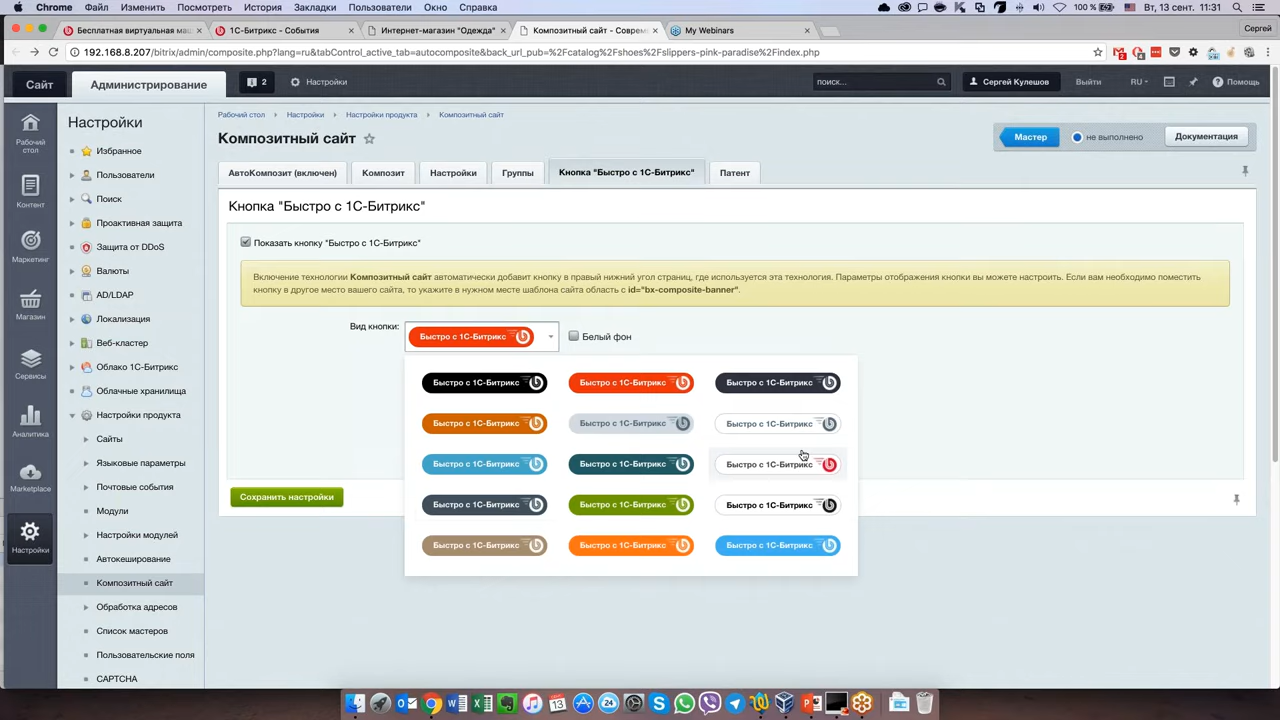 Chrome Файл Изменить Посмотреть История Закладки Пользователи Окно Справка 100 % Вт, 13 сент. 11:31
Бесплатная виртуальная маш 1С-Битрикс - События Интернет-магазин "Одежда" Композитный сайт - Соврем My Webinars Сергей
192.168.8.207/bitrix/admin/composite.php?lang=ru&tabControl_active_tab=autocomposite&back_url_pub=%2Fcatalog%2Fshoes%2Fslippers-pink-paradise%2Findex.php
Сайт Администрирование 2 Настройки поиск... Сергей Кулешов Выйти RU Помощь
Рабочий стол
Контент
Маркетинг
Магазин
Сервисы
Аналитика
Marketplace
Настройки
Настройки
Избранное
Пользователи
Поиск
Проактивная защита
Защита от DDoS
Валюты
AD/LDAP
Локализация
Веб-кластер
Облако 1С-Битрикс
Облачные хранилища
Настройки продукта
Сайты
Языковые параметры
Почтовые события
Модули
Настройки модулей
Автокеширование
Композитный сайт
Обработка адресов
Список мастеров
Пользовательские поля
CAPTCHA
Рабочий стол Настройки Настройки продукта Композитный сайт
Композитный сайт
Мастер не выполнено Документация
АвтоКомпозит (включен) Композит Настройки Группы Кнопка "Быстро с 1С-Битрикс" Патент
Кнопка "Быстро с 1С-Битрикс"
Показать кнопку "Быстро с 1С-Битрикс"
Включение технологии Композитный сайт автоматически добавит кнопку в правый нижний угол страниц, где используется эта технология. Параметры отображения кнопки вы можете настроить. Если вам необходимо поместить
кнопку в другое место вашего сайта, то укажите в нужном месте шаблона сайта область с id="bx-composite-banner".
Вид кнопки: Быстро с 1С-Битрикс Белый фон
Быстро с 1С-Битрикс Быстро с 1С-Битрикс Быстро с 1С-Битрикс
Быстро с 1С-Битрикс Быстро с 1С-Битрикс Быстро с 1С-Битрикс
Быстро с 1С-Битрикс Быстро с 1С-Битрикс Быстро с 1С-Битрикс
Быстро с 1С-Битрикс Быстро с 1С-Битрикс Быстро с 1С-Битрикс
Быстро с 1С-Битрикс Быстро с 1С-Битрикс Быстро с 1С-Битрикс
Сохранить настройки